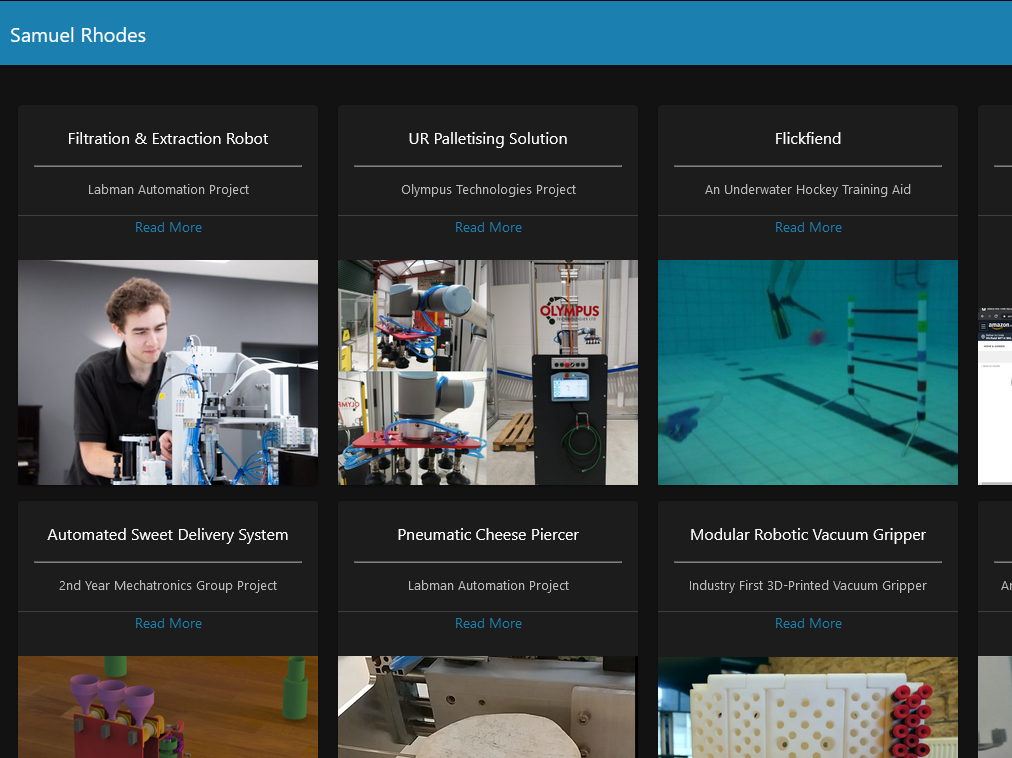 Samuel Rhodes
Filtration & Extraction Robot
Labman Automation Project
Read More
UR Palletising Solution
Olympus Technologies Project
Read More
OLYMPUS
Flickfiend
An Underwater Hockey Training Aid
Read More
amazon
Automated Sweet Delivery System
2nd Year Mechatronics Group Project
Read More
Pneumatic Cheese Piercer
Labman Automation Project
Read More
Modular Robotic Vacuum Gripper
Industry First 3D-Printed Vacuum Gripper
Read More